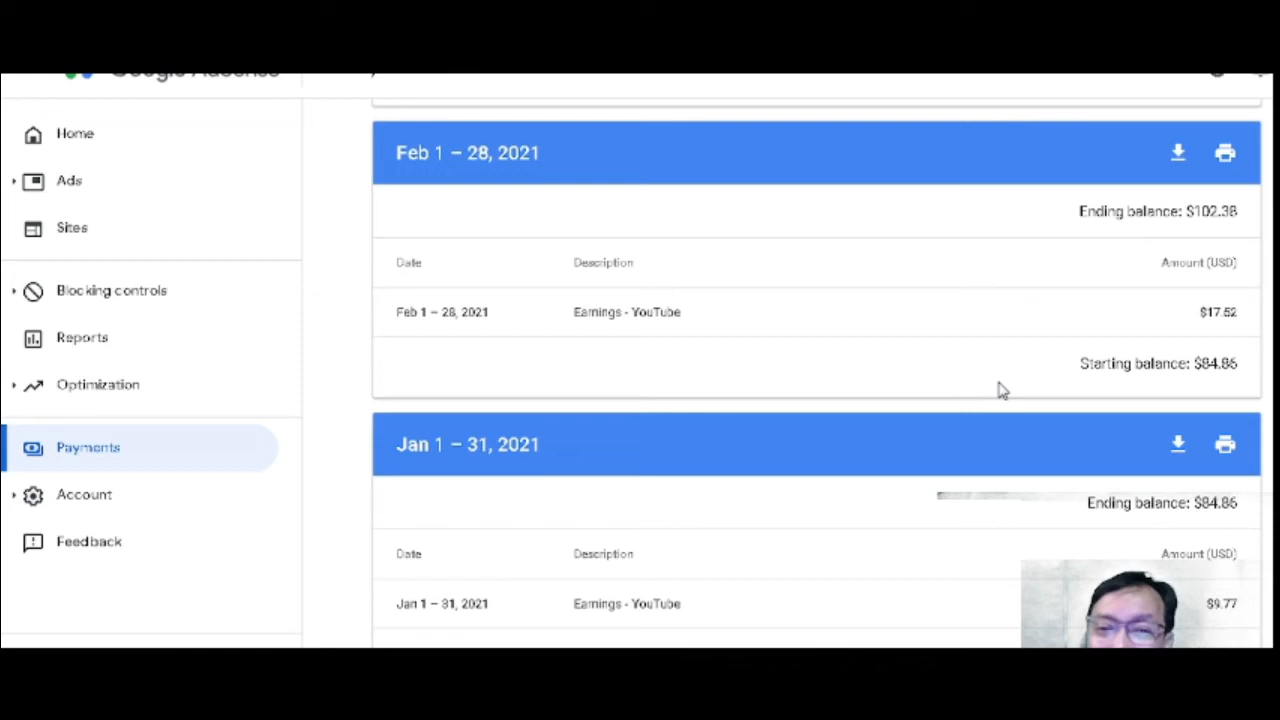 Google AdSense
Home
Ads
Sites
Blocking controls
Reports
Optimization
Payments
Account
Feedback
Feb 1 – 28, 2021
Ending balance: $102.38
Date Description Amount (USD)
Feb 1 – 28, 2021 Earnings - YouTube $17.52
Starting balance: $84.86
Jan 1 – 31, 2021
Ending balance: $84.86
Date Description Amount (USD)
Jan 1 – 31, 2021 Earnings - YouTube $9.77